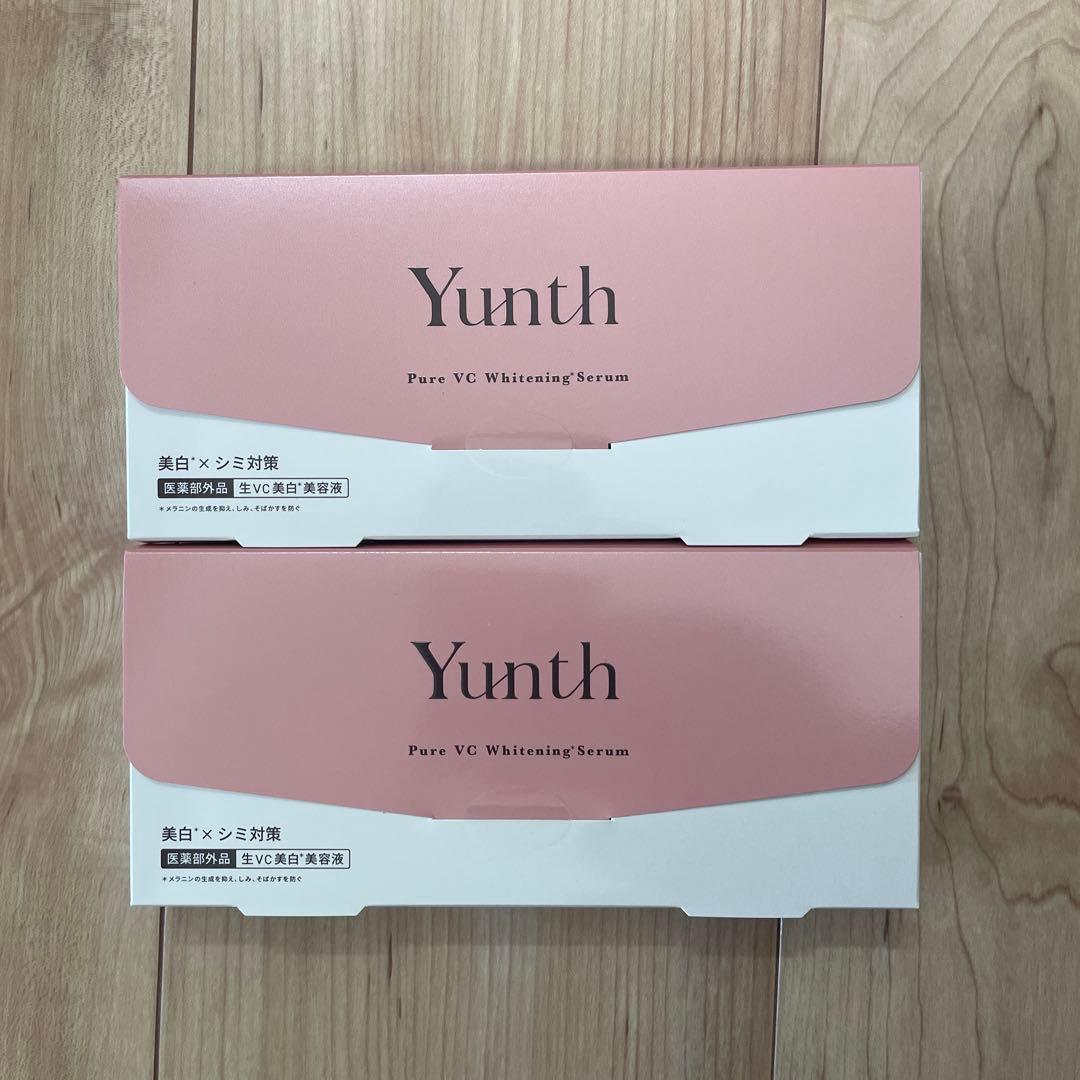 Yunth
Pure VC Whitening*Serum
美白*×シミ対策
医薬部外品 生VC美白*美容液
*メラニンの生成を抑え、しみ、そばかすを防ぐ
Yunth
Pure VC Whitening*Serum
美白*×シミ対策
医薬部外品 生VC美白*美容液
*メラニンの生成を抑え、しみ、そばかすを防ぐ